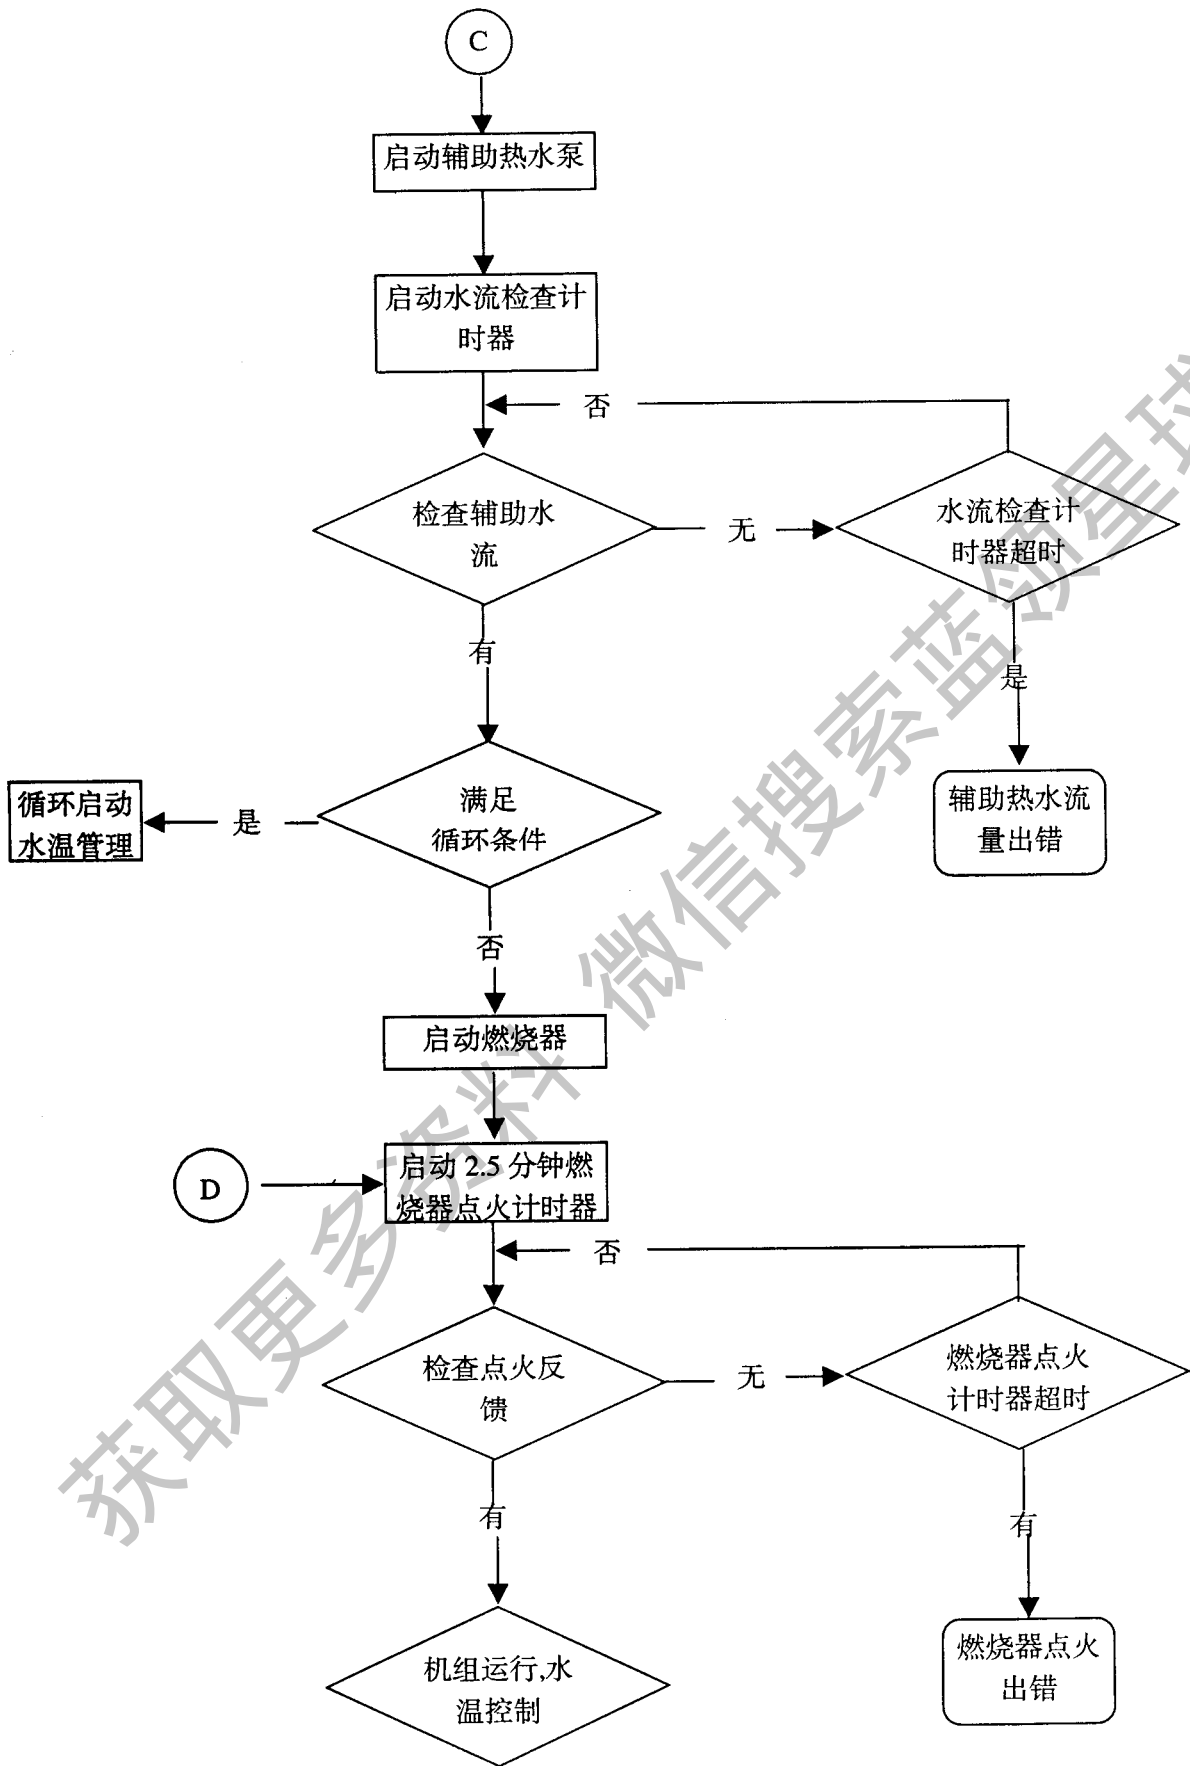 C
启动辅助热水泵
启动水流检查计
时器
否
检查辅助水
流
无
水流检查计
时器超时
有
是
循环启动
水温管理
是
满足
循环条件
辅助热水流
量出错
否
启动燃烧器
D
启动 2.5 分钟燃
烧器点火计时器
否
检查点火反
馈
无
燃烧器点火
计时器超时
有
有
机组运行,水
温控制
燃烧器点火
出错
获取更多资料 微信搜索蓝领星球